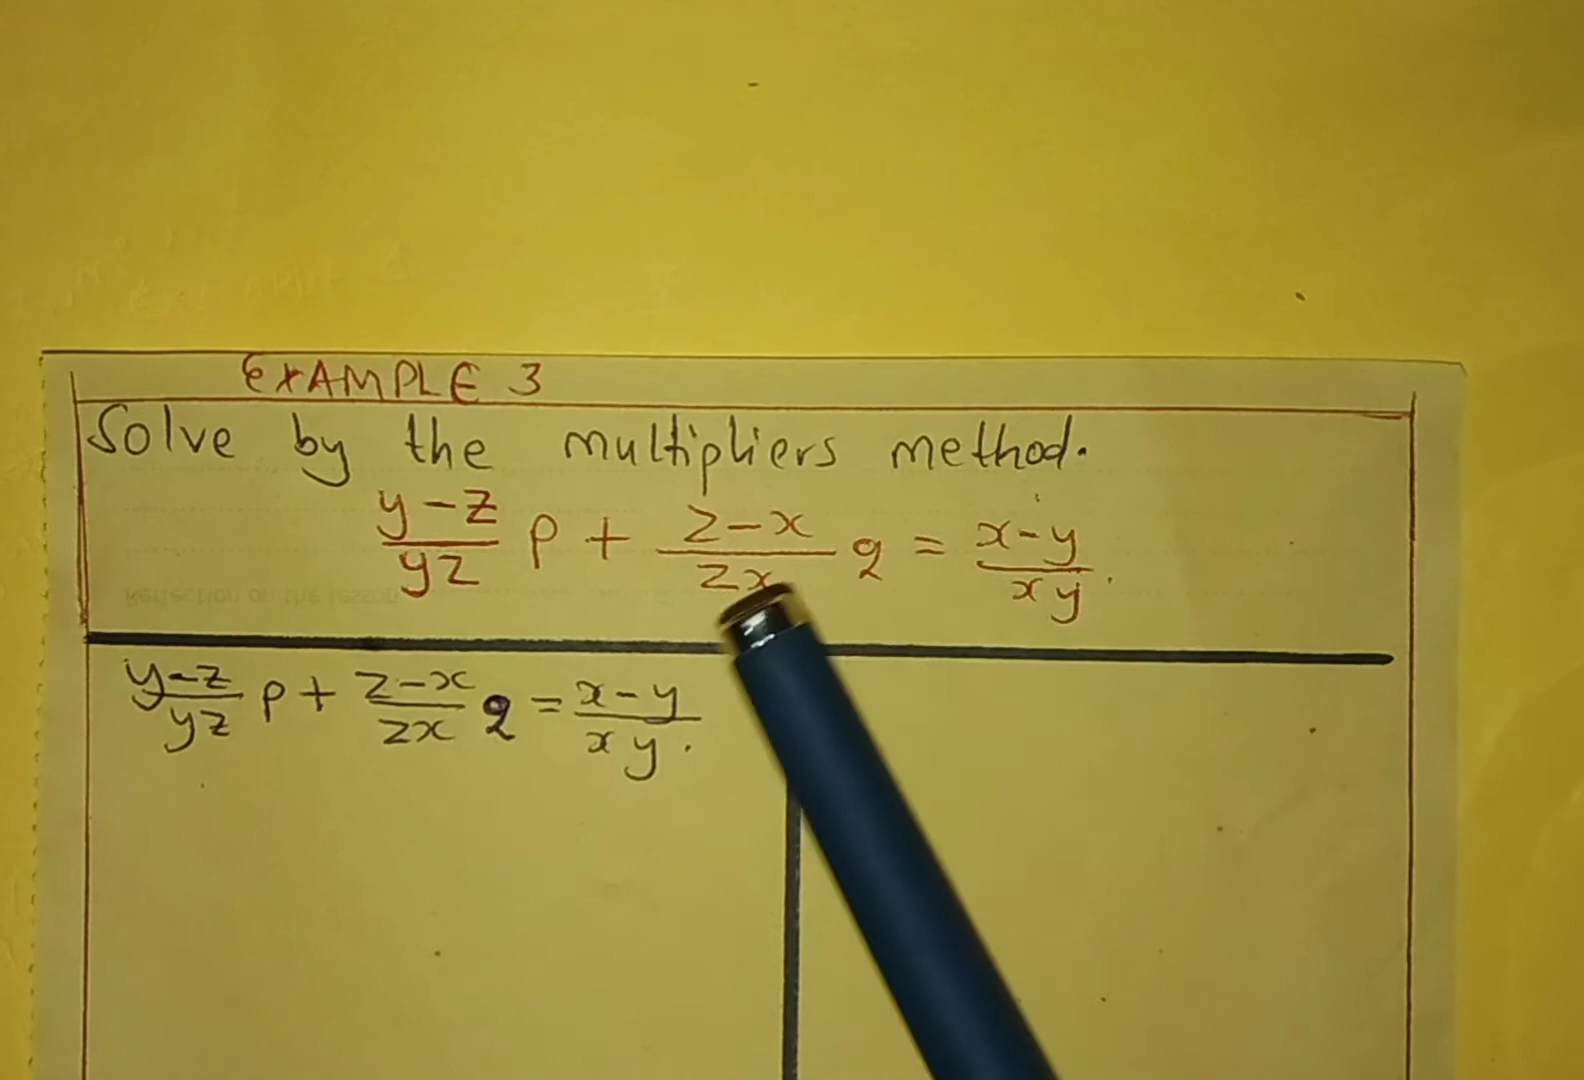 EXAMPLE 3
Solve by the multipliers method.
y-z/yz p + z-x/zx q = x-y/xy.
y-z/yz p + z-x/zx q = x-y/xy.